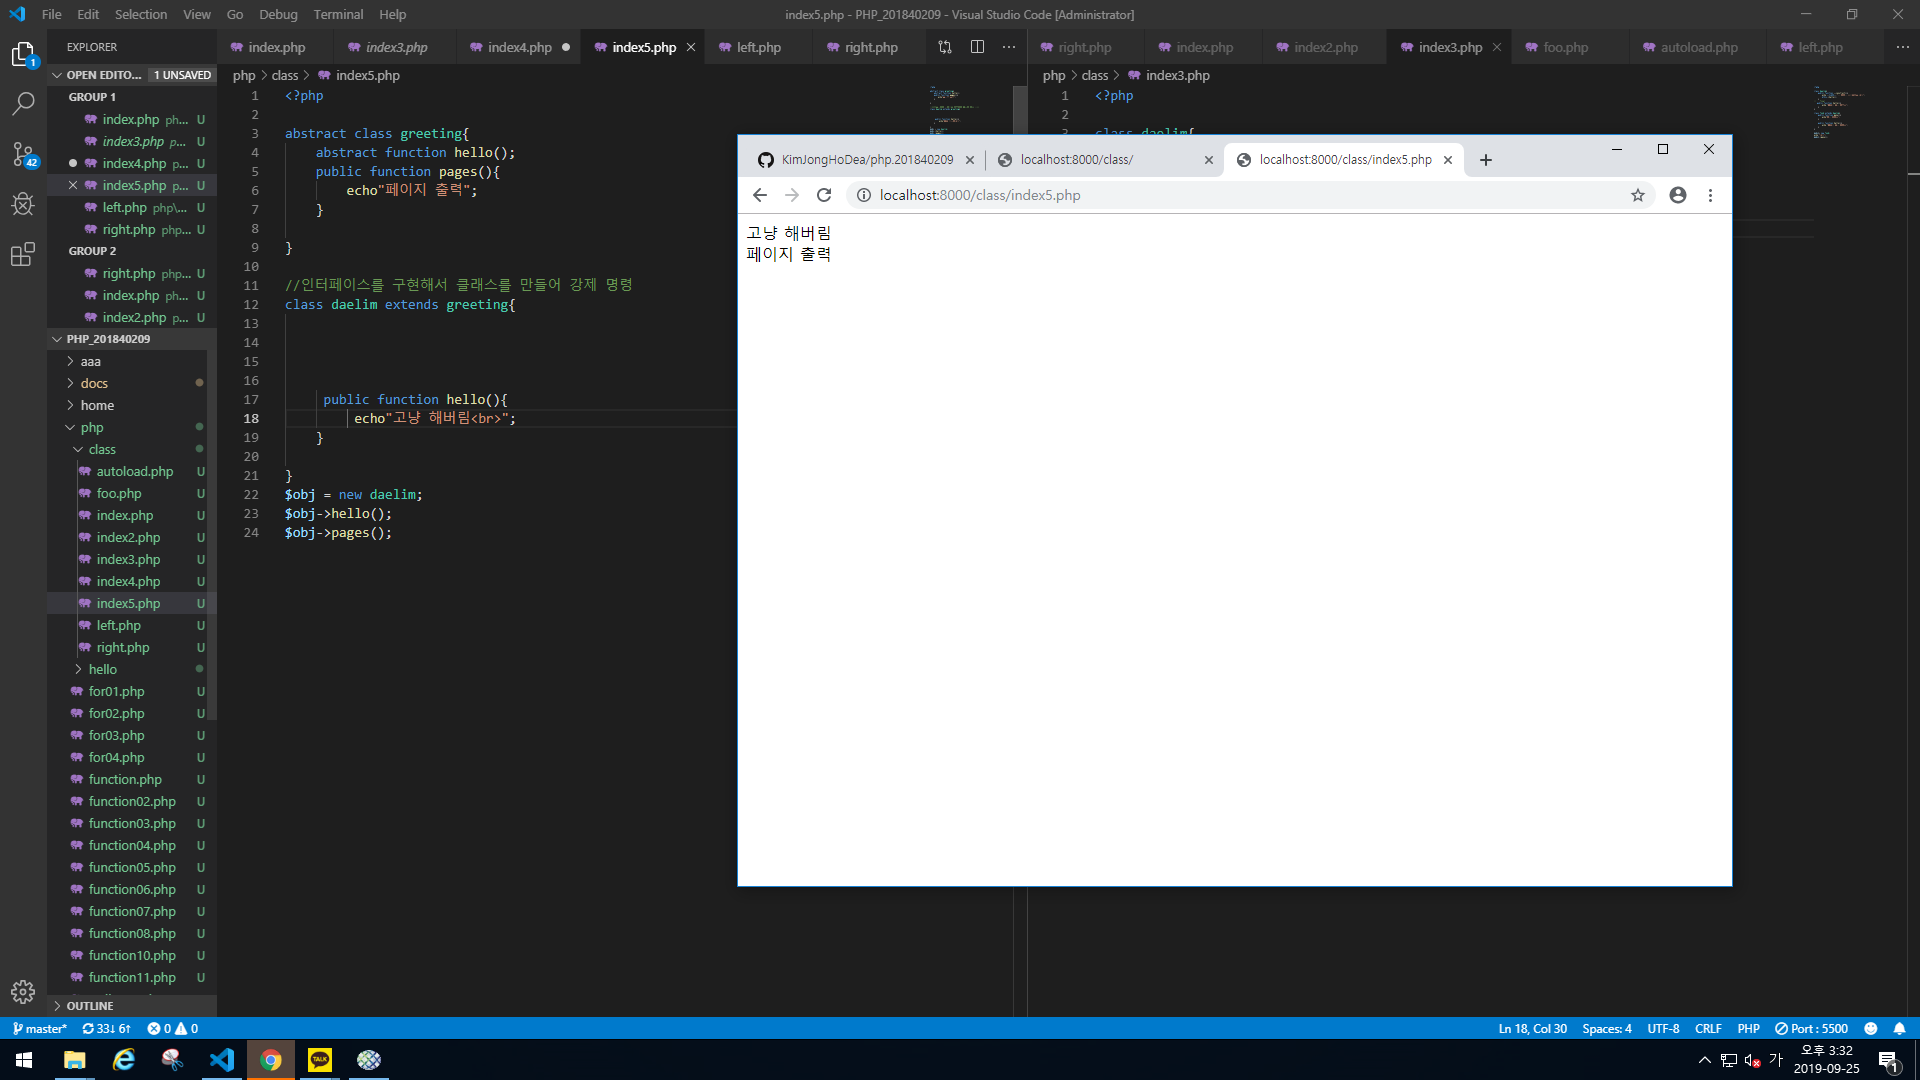 File Edit Selection View Go Debug Terminal Help
index5.php - PHP_201840209 - Visual Studio Code [Administrator]
EXPLORER
OPEN EDITO... 1 UNSAVED
GROUP 1
index.php ph... U
index3.php p... U
index4.php p... U
index5.php p... U
left.php php\... U
right.php php... U
GROUP 2
right.php php... U
index.php ph... U
index2.php p... U
PHP_201840209
aaa
docs
home
php
class
autoload.php U
foo.php U
index.php U
index2.php U
index3.php U
index4.php U
index5.php U
left.php U
right.php U
hello
for01.php U
for02.php U
for03.php U
for04.php U
function.php U
function02.php U
function03.php U
function04.php U
function05.php U
function06.php U
function07.php U
function08.php U
function10.php U
function11.php U
OUTLINE
index.php index3.php index4.php index5.php left.php right.php
php > class > index5.php
1 <?php
2
3 abstract class greeting{
4 abstract function hello();
5 public function pages(){
6 echo"페이지 출력";
7 }
8
9 }
10
11 //인터페이스를 구현해서 클래스를 만들어 강제 명령
12 class daelim extends greeting{
13
14
15
16
17 public function hello(){
18 echo"고냥 해버림<br>";
19 }
20
21 }
22 $obj = new daelim;
23 $obj->hello();
24 $obj->pages();
right.php index.php index2.php index3.php foo.php autoload.php left.php
php > class > index3.php
1 <?php
2
3 class daelim{
KimJongHoDea/php.201840209
localhost:8000/class/
localhost:8000/class/index5.php
localhost:8000/class/index5.php
고냥 해버림
페이지 출력
1
42
master* 33↓ 6↑ 0 0
Ln 18, Col 30 Spaces: 4 UTF-8 CRLF PHP Port : 5500
TALK
가
오후 3:32
2019-09-25
1